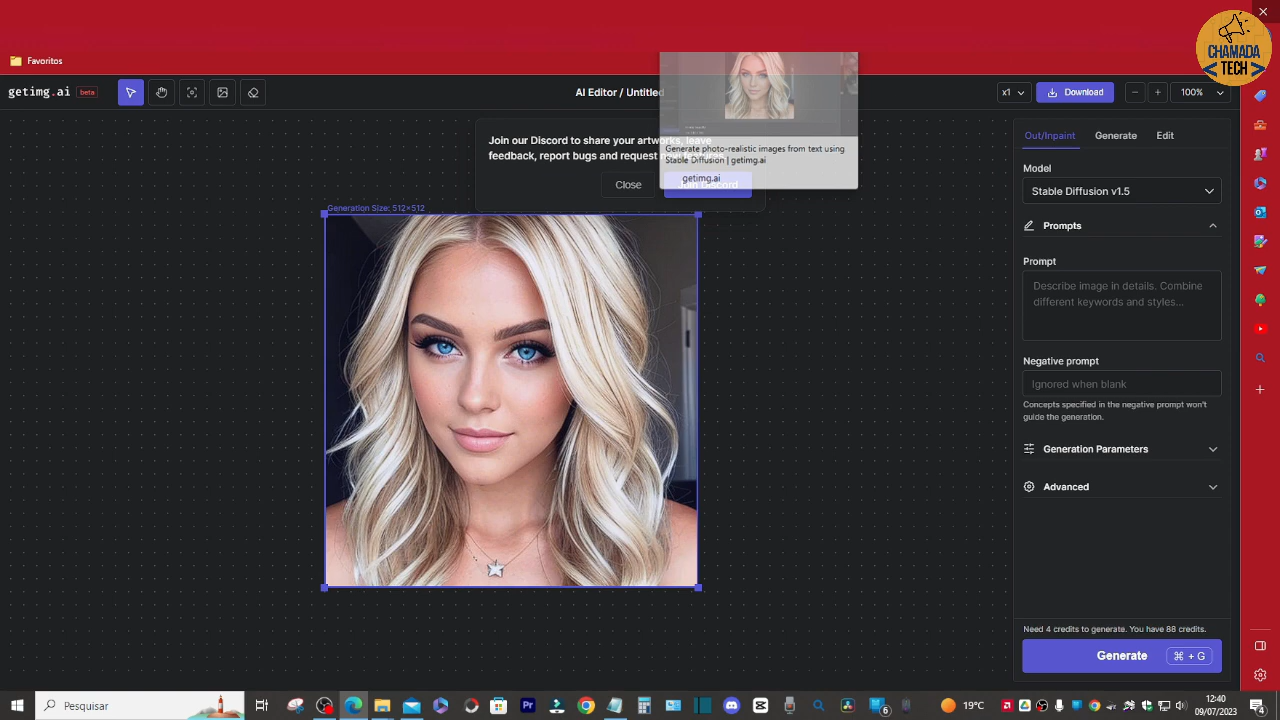 CHAMADA
TECH
Favoritos
getimg.ai beta
AI Editor / Untitled
x1
Download
100%
Join our Discord to share your artworks, leave
feedback, report bugs and request
Generate photo-realistic images from text using
Stable Diffusion | getimg.ai
getimg.ai
Close
Join Discord
Generation Size: 512×512
Out/Inpaint
Generate
Edit
Model
Stable Diffusion v1.5
Prompts
Prompt
Describe image in details. Combine
different keywords and styles...
Negative prompt
Ignored when blank
Concepts specified in the negative prompt won't
guide the generation.
Generation Parameters
Advanced
Need 4 credits to generate. You have 88 credits.
Generate
⌘ + G
Pesquisar
Pr
6
19°C
12:40
09/07/2023
4